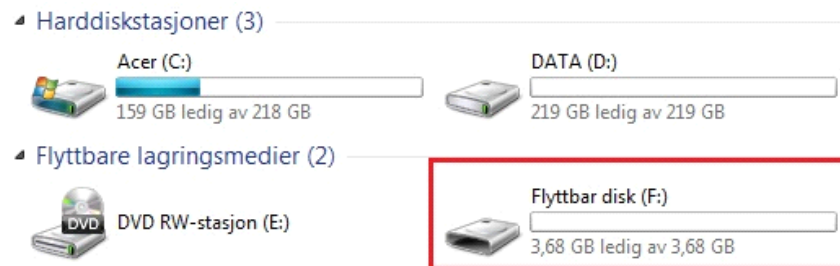 Harddiskstasjoner (3)
Acer (C:)
159 GB ledig av 218 GB
DATA (D:)
219 GB ledig av 219 GB
Flyttbare lagringsmedier (2)
DVD
DVD RW-stasjon (E:)
Flyttbar disk (F:)
3,68 GB ledig av 3,68 GB